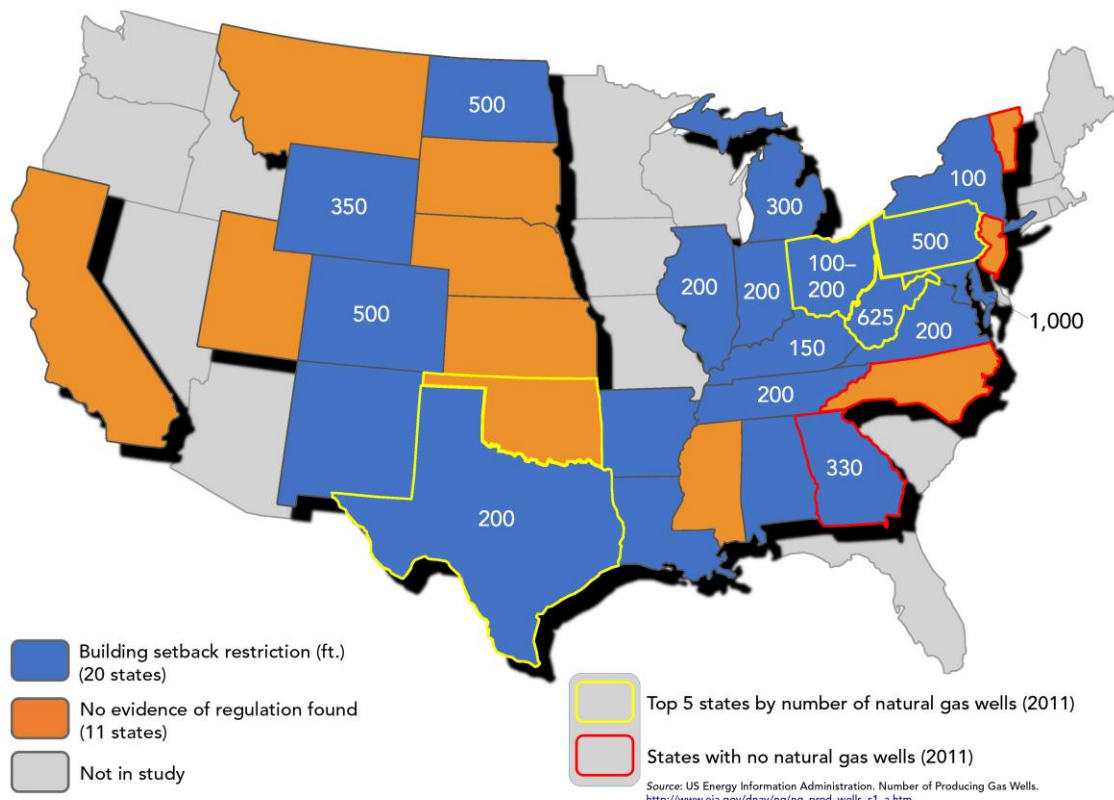 500
100
350
300
500
100–
200
200
200
500
625
200
1,000
150
200
330
200
Building setback restriction (ft.)
(20 states)
No evidence of regulation found
(11 states)
Not in study
Top 5 states by number of natural gas wells (2011)
States with no natural gas wells (2011)
Source: US Energy Information Administration. Number of Producing Gas Wells.